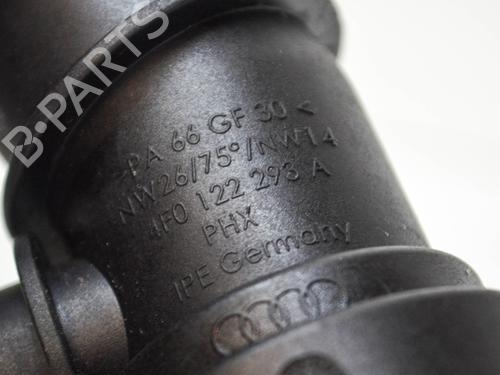 B-PARTS
>PA 66 GF 30<
NW26/75°/NW14
4F0 122 293 A
PHX
IPE Germany